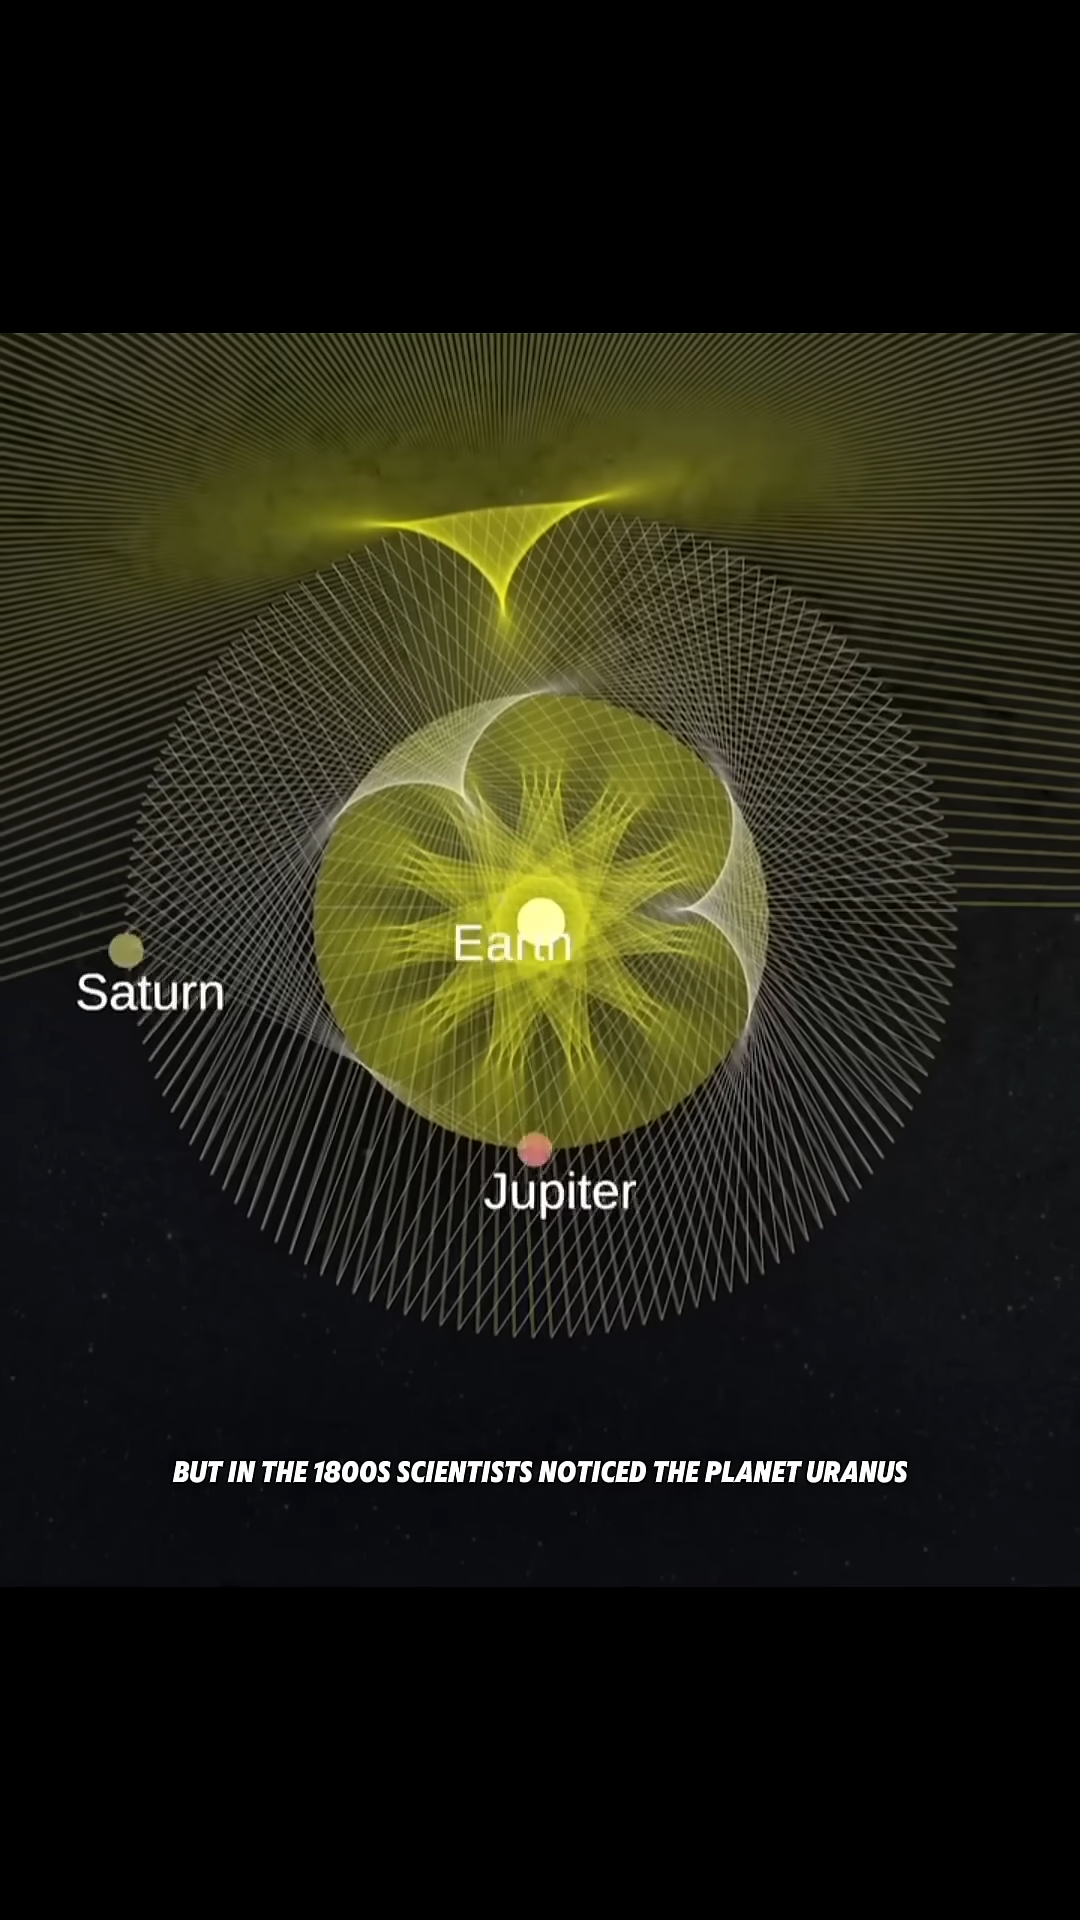 Earth
Saturn
Jupiter
BUT IN THE 1800S SCIENTISTS NOTICED THE PLANET URANUS